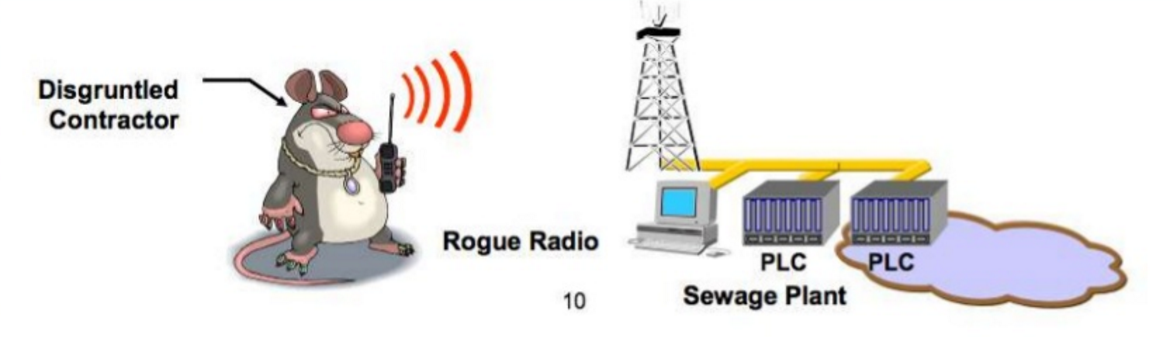 Disgruntled
Contractor
Rogue Radio
PLC
PLC
Sewage Plant
10